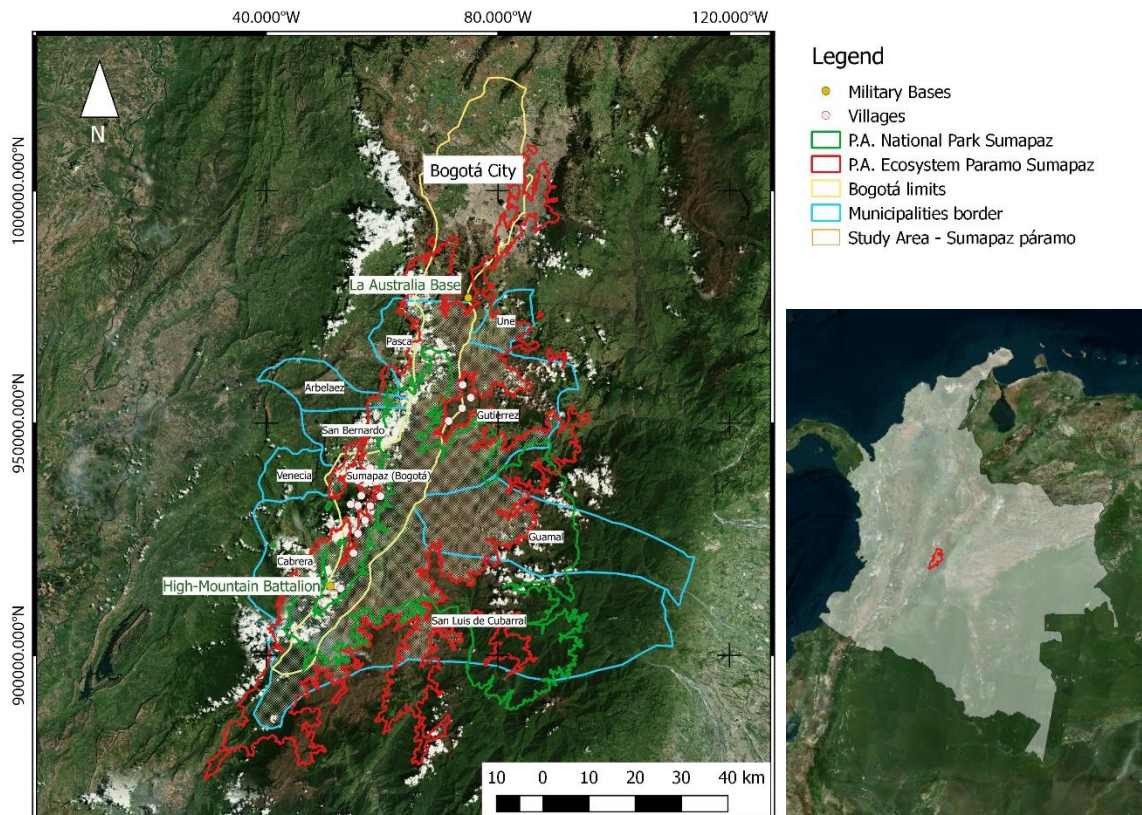 40.000.000°W 80.000.000°W 120.000.000°W
N
Bogotá City
La Australia Base
Une
Pasca
Arbelaez
Gutierrez
San Bernardo
Venecia
Sumapaz (Bogotá)
Guamal
Cabrera
High-Mountain Battalion
San Luis de Cubarral
10 0 10 20 30 40 km
Legend
Military Bases
Villages
P.A. National Park Sumapaz
P.A. Ecosystem Paramo Sumapaz
Bogotá limits
Municipalities border
Study Area - Sumapaz páramo